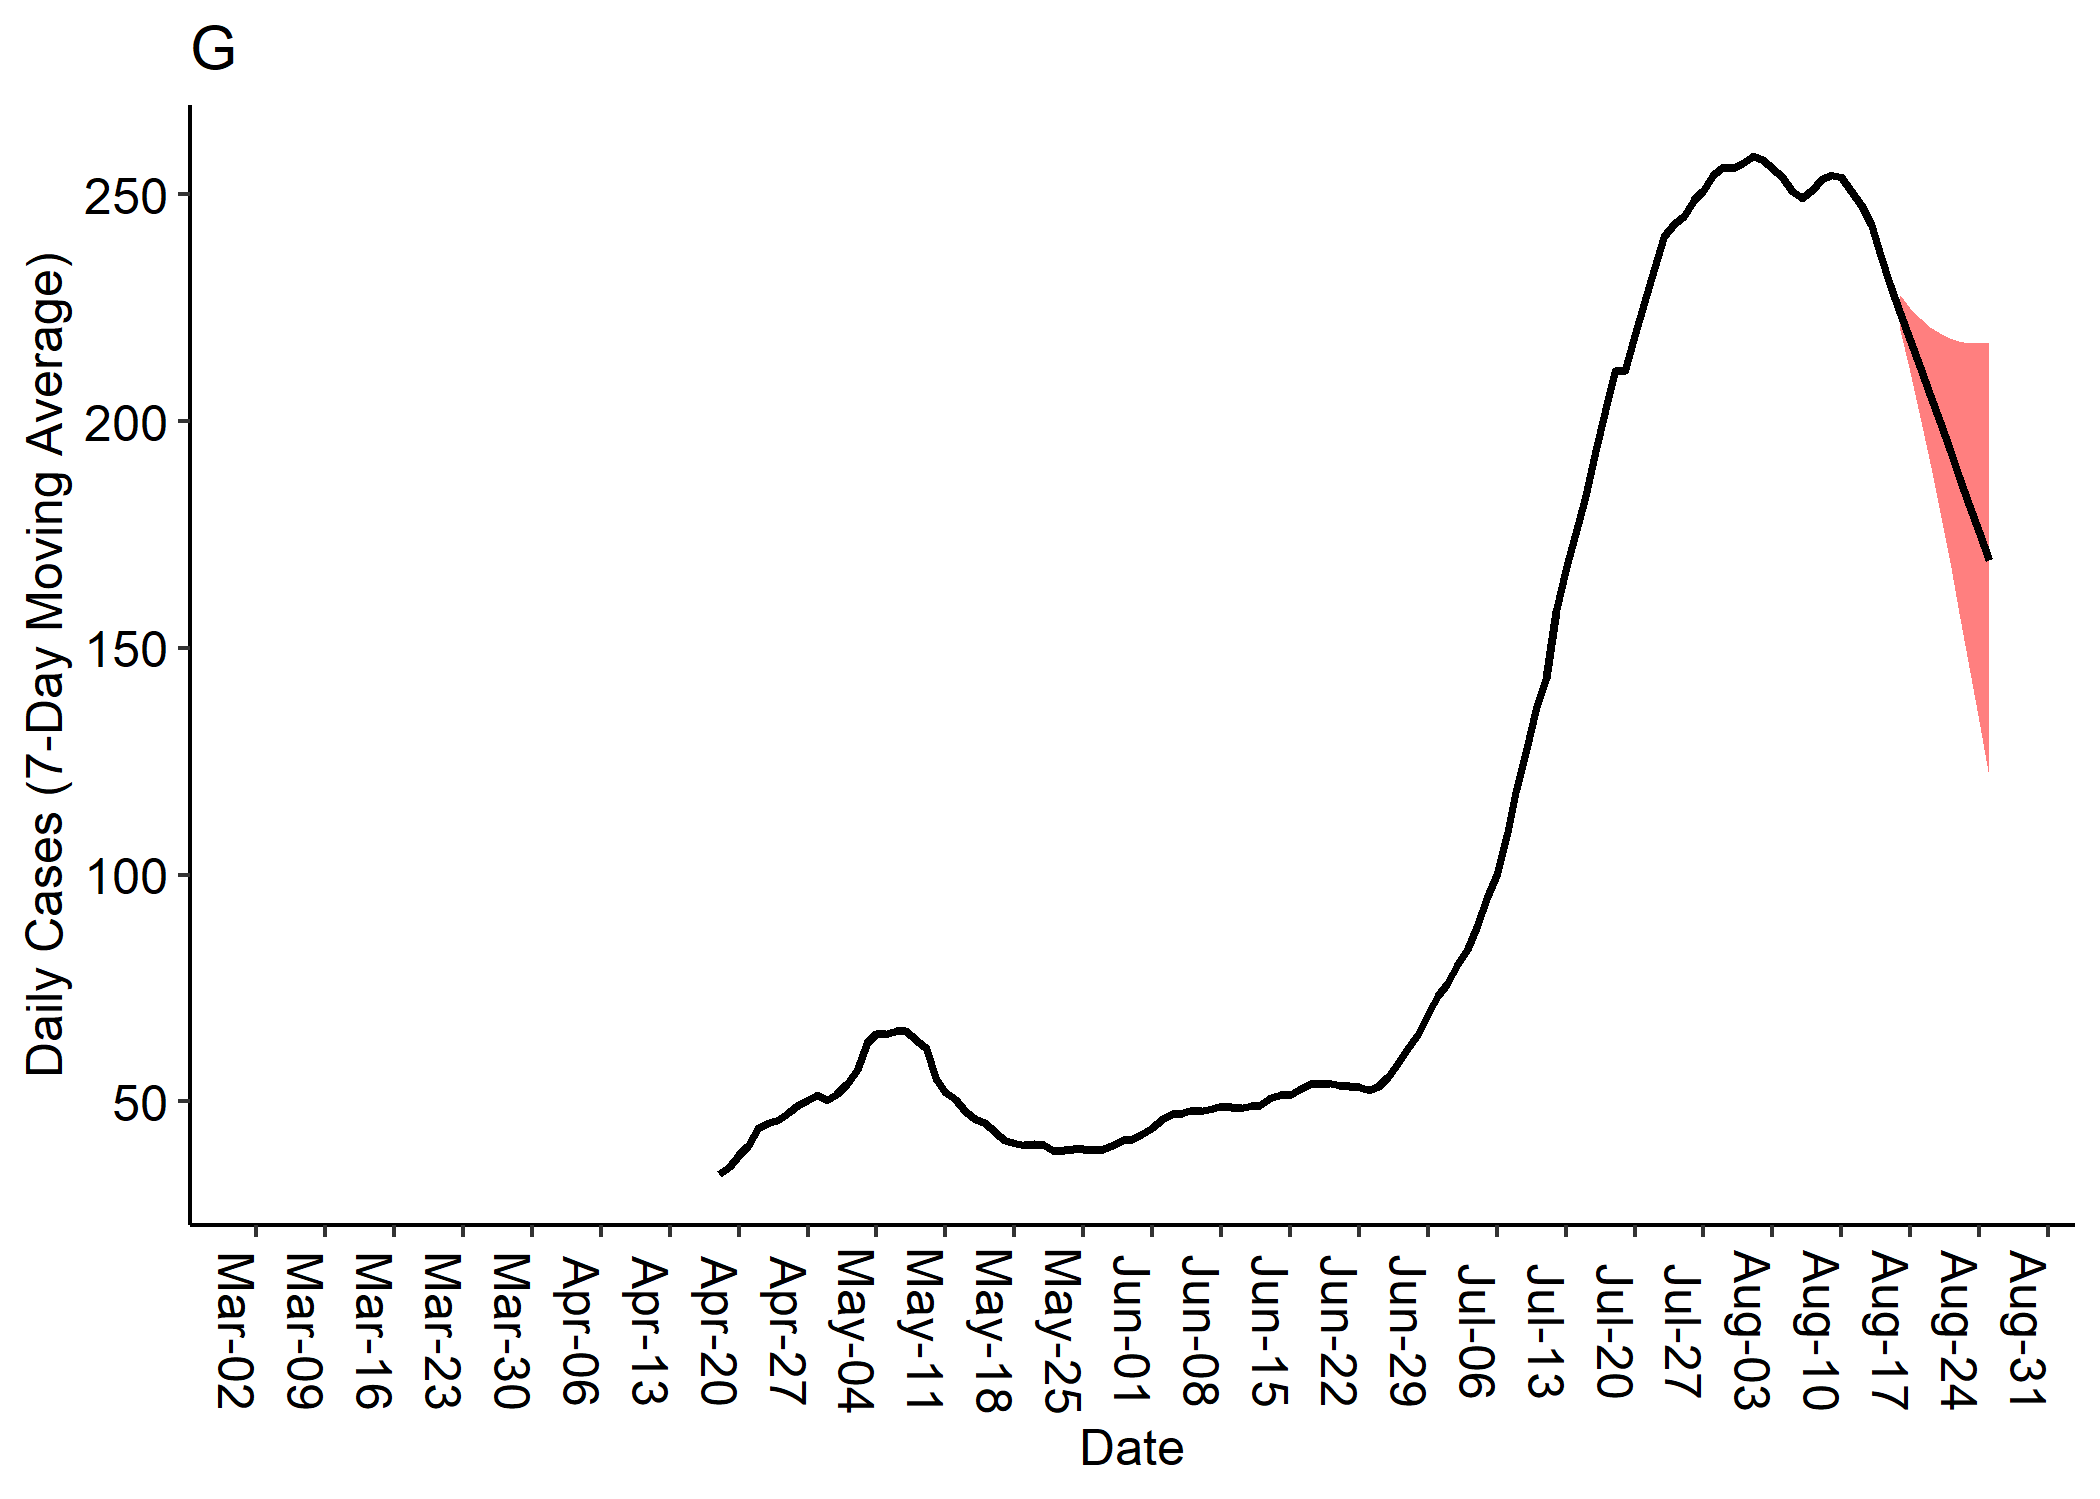 G
Daily Cases (7-Day Moving Average)
250
200
150
100
50
Mar-02
Mar-09
Mar-16
Mar-23
Mar-30
Apr-06
Apr-13
Apr-20
Apr-27
May-04
May-11
May-18
May-25
Jun-01
Jun-08
Jun-15
Jun-22
Jun-29
Jul-06
Jul-13
Jul-20
Jul-27
Aug-03
Aug-10
Aug-17
Aug-24
Aug-31
Date